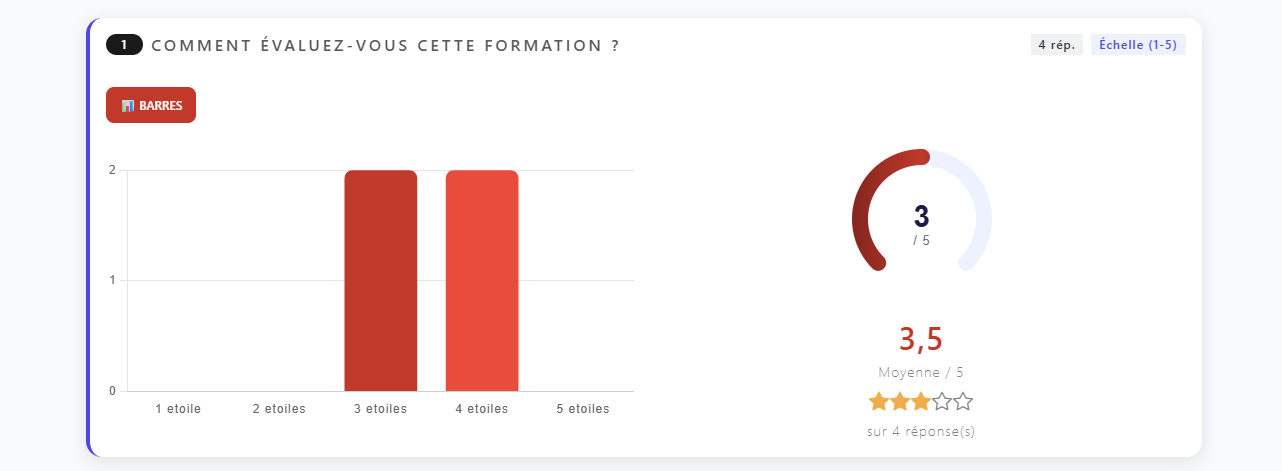 1 COMMENT ÉVALUEZ-VOUS CETTE FORMATION ?
4 rép. Échelle (1-5)
BARRES
2
1
0
1 etoile 2 etoiles 3 etoiles 4 etoiles 5 etoiles
3
/ 5
3,5
Moyenne / 5
sur 4 réponse(s)